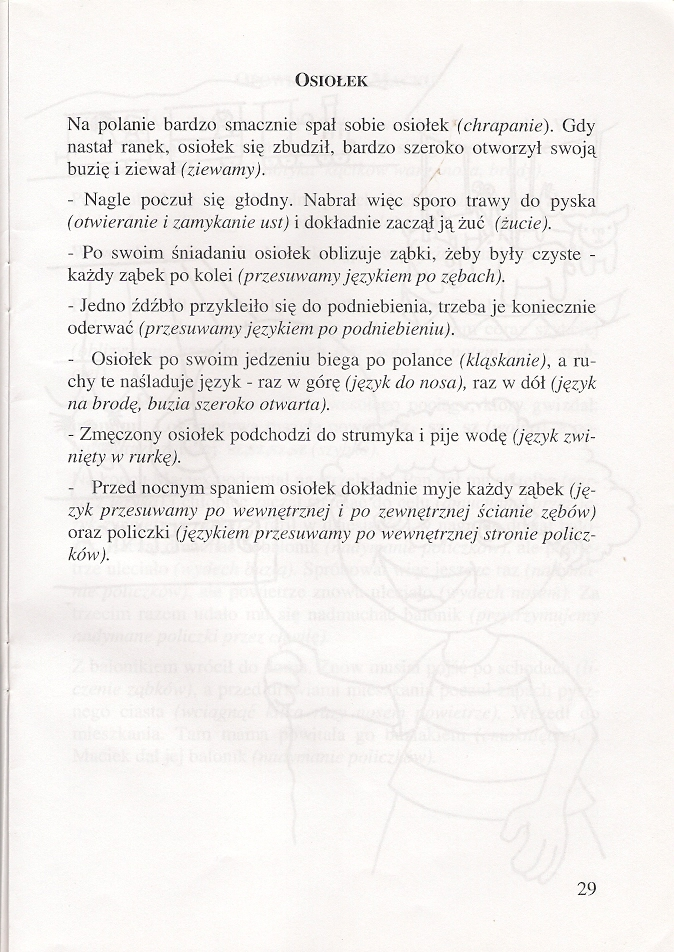 OSIOŁEK
Na polanie bardzo smacznie spał sobie osiołek (chrapanie). Gdy
nastał ranek, osiołek się zbudził, bardzo szeroko otworzył swoją
buzię i ziewał (ziewamy).
- Nagle poczuł się głodny. Nabrał więc sporo trawy do pyska
(otwieranie i zamykanie ust) i dokładnie zaczął ją żuć (żucie).
- Po swoim śniadaniu osiołek oblizuje ząbki, żeby były czyste -
każdy ząbek po kolei (przesuwamy językiem po zębach).
- Jedno źdźbło przykleiło się do podniebienia, trzeba je koniecznie
oderwać (przesuwamy językiem po podniebieniu).
- Osiołek po swoim jedzeniu biega po polance (kląskanie), a ru-
chy te naśladuje język - raz w górę (język do nosa), raz w dół (język
na brodę, buzia szeroko otwarta).
- Zmęczony osiołek podchodzi do strumyka i pije wodę (język zwi-
nięty w rurkę).
- Przed nocnym spaniem osiołek dokładnie myje każdy ząbek (ję-
zyk przesuwamy po wewnętrznej i po zewnętrznej ścianie zębów)
oraz policzki (językiem przesuwamy po wewnętrznej stronie policz-
ków).
29